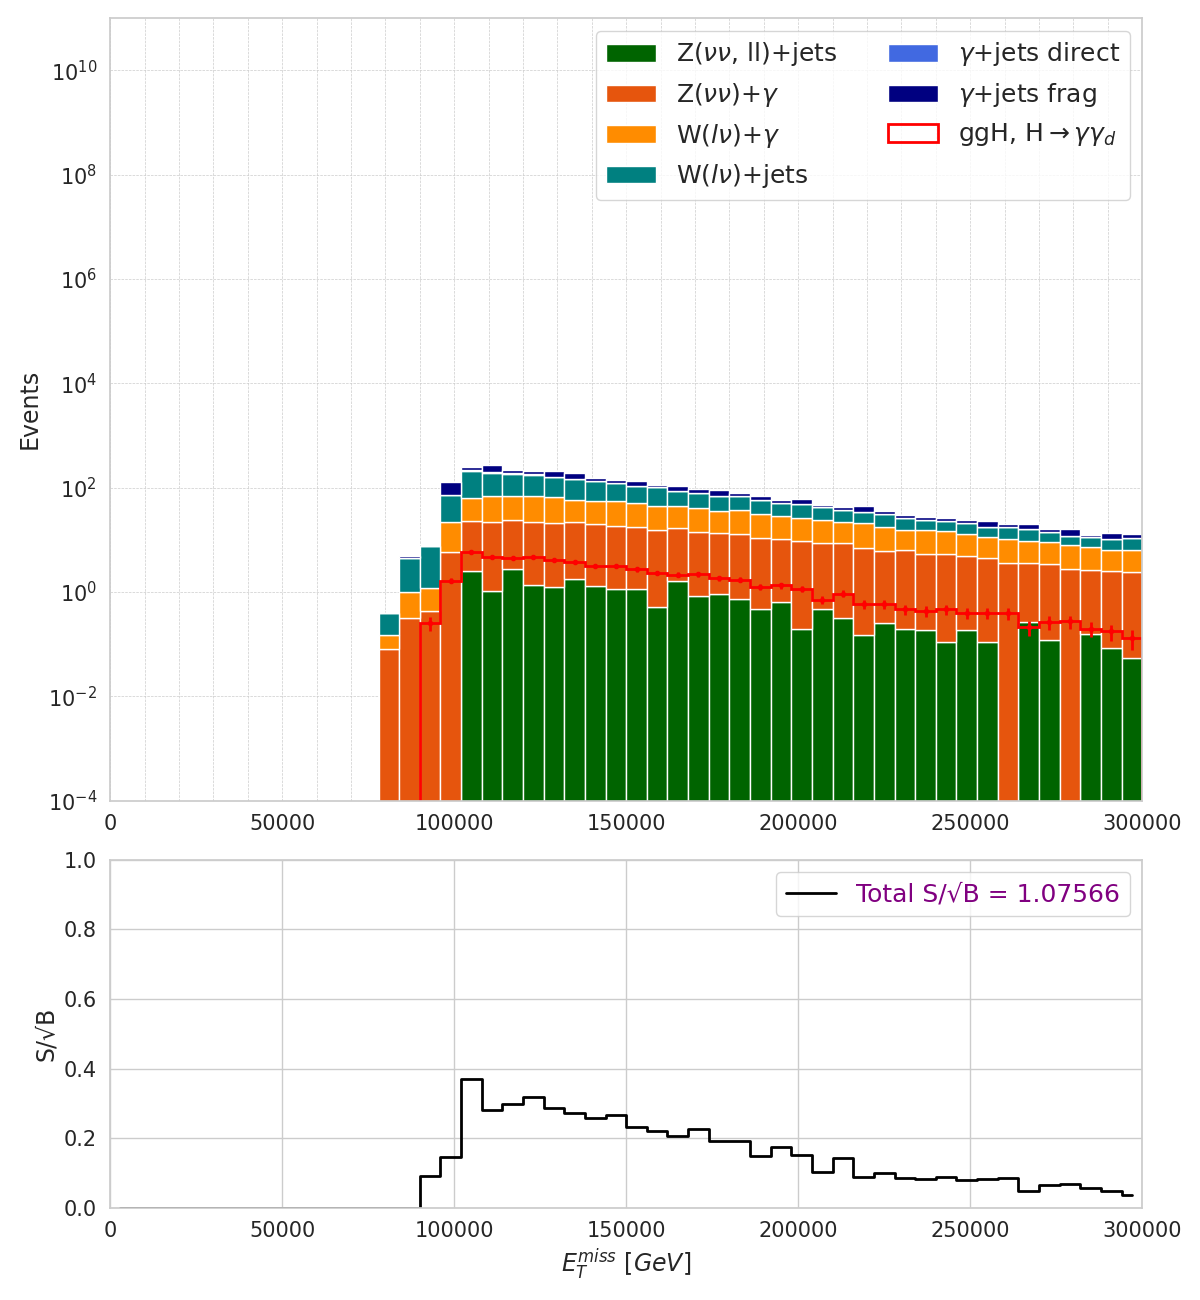 Z(νν, ll)+jets
Z(νν)+γ
W(lν)+γ
W(lν)+jets
γ+jets direct
γ+jets frag
ggH, H→γγ_d
Events
10^10
10^8
10^6
10^4
10^2
10^0
10^−2
10^−4
0 50000 100000 150000 200000 250000 300000
Total S/√B = 1.07566
S/√B
1.0
0.8
0.6
0.4
0.2
0.0
0 50000 100000 150000 200000 250000 300000
E_T^miss [GeV]